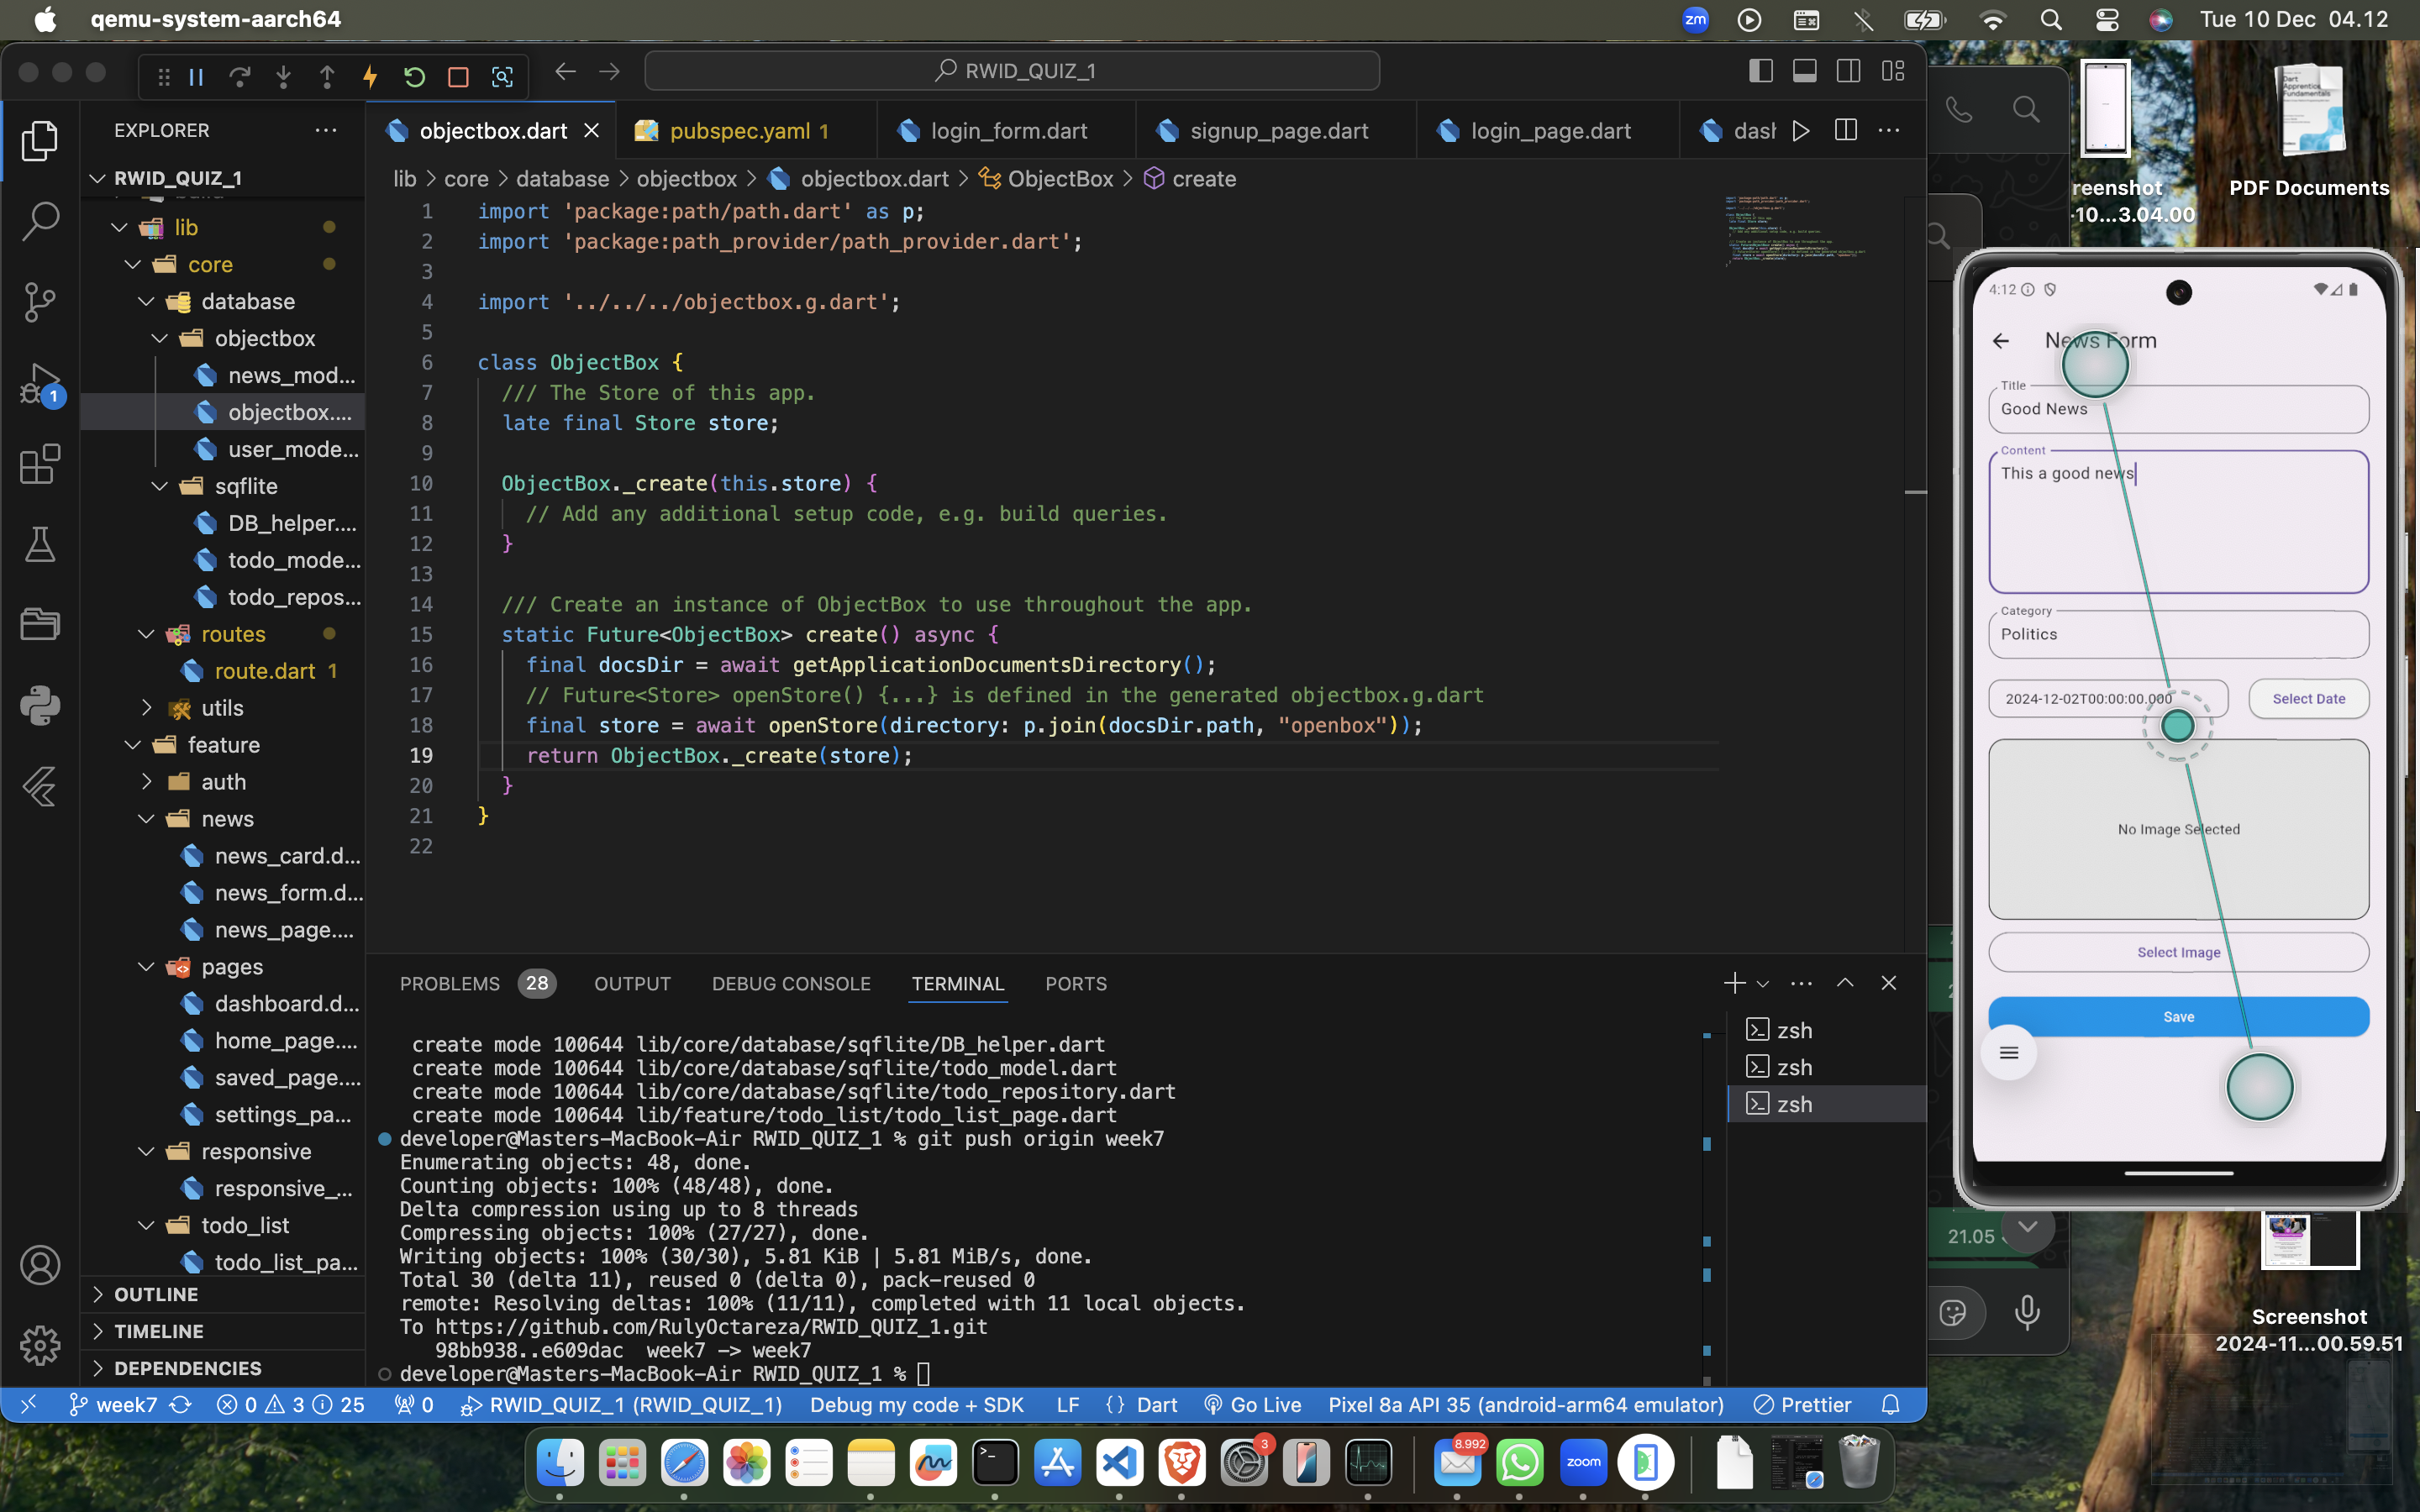 qemu-system-aarch64
zm
Tue 10 Dec 04.12
RWID_QUIZ_1
EXPLORER
RWID_QUIZ_1
lib
core
database
objectbox
news_mod...
objectbox....
user_mode...
sqflite
DB_helper....
todo_mode...
todo_repos...
routes
route.dart 1
utils
feature
auth
news
news_card.d...
news_form.d...
news_page....
pages
dashboard.d...
home_page....
saved_page....
settings_pa...
responsive
responsive_...
todo_list
todo_list_pa...
OUTLINE
TIMELINE
DEPENDENCIES
1
objectbox.dart
pubspec.yaml 1
login_form.dart
signup_page.dart
login_page.dart
dash
lib > core > database > objectbox > objectbox.dart > ObjectBox > create
1 import 'package:path/path.dart' as p;
2 import 'package:path_provider/path_provider.dart';
3
4 import '../../../objectbox.g.dart';
5
6 class ObjectBox {
7 /// The Store of this app.
8 late final Store store;
9
10 ObjectBox._create(this.store) {
11 // Add any additional setup code, e.g. build queries.
12 }
13
14 /// Create an instance of ObjectBox to use throughout the app.
15 static Future<ObjectBox> create() async {
16 final docsDir = await getApplicationDocumentsDirectory();
17 // Future<Store> openStore() {...} is defined in the generated objectbox.g.dart
18 final store = await openStore(directory: p.join(docsDir.path, "openbox"));
19 return ObjectBox._create(store);
20 }
21 }
22
PROBLEMS 28 OUTPUT DEBUG CONSOLE TERMINAL PORTS
create mode 100644 lib/core/database/sqflite/DB_helper.dart
create mode 100644 lib/core/database/sqflite/todo_model.dart
create mode 100644 lib/core/database/sqflite/todo_repository.dart
create mode 100644 lib/feature/todo_list/todo_list_page.dart
developer@Masters-MacBook-Air RWID_QUIZ_1 % git push origin week7
Enumerating objects: 48, done.
Counting objects: 100% (48/48), done.
Delta compression using up to 8 threads
Compressing objects: 100% (27/27), done.
Writing objects: 100% (30/30), 5.81 KiB | 5.81 MiB/s, done.
Total 30 (delta 11), reused 0 (delta 0), pack-reused 0
remote: Resolving deltas: 100% (11/11), completed with 11 local objects.
To https://github.com/RulyOctareza/RWID_QUIZ_1.git
98bb938..e609dac week7 -> week7
developer@Masters-MacBook-Air RWID_QUIZ_1 %
zsh
zsh
zsh
week7
0 3 25
0
RWID_QUIZ_1 (RWID_QUIZ_1)
Debug my code + SDK
LF
{ } Dart
Go Live
Pixel 8a API 35 (android-arm64 emulator)
Prettier
reenshot
-10...3.04.00
Dart
Apprentice
Fundamentals
PDF Documents
4:12
News Form
Title
Good News
Content
This a good news
Category
Politics
2024-12-02T00:00:00.000
Select Date
No Image Selected
Select Image
Save
21.05
Screenshot
2024-11...00.59.51
3
8.992
zoom